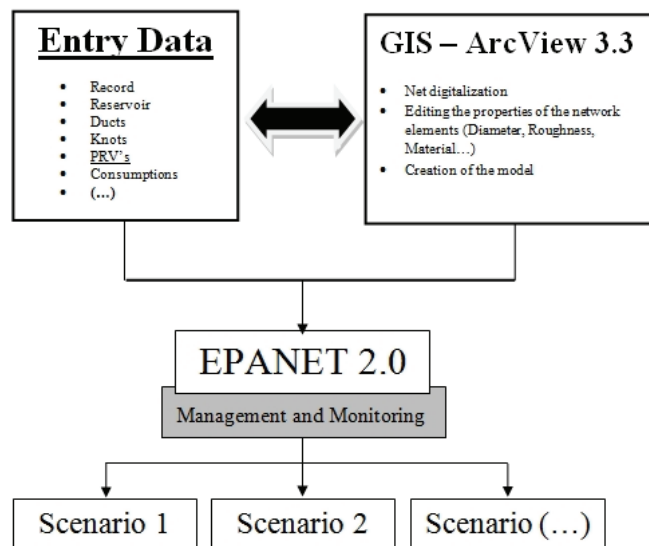 Entry Data
• Record
• Reservoir
• Ducts
• Knots
• PRV's
• Consumptions
• (...)
GIS – ArcView 3.3
• Net digitalization
• Editing the properties of the network
elements (Diameter, Roughness,
Material...)
• Creation of the model
EPANET 2.0
Management and Monitoring
Scenario 1
Scenario 2
Scenario (...)